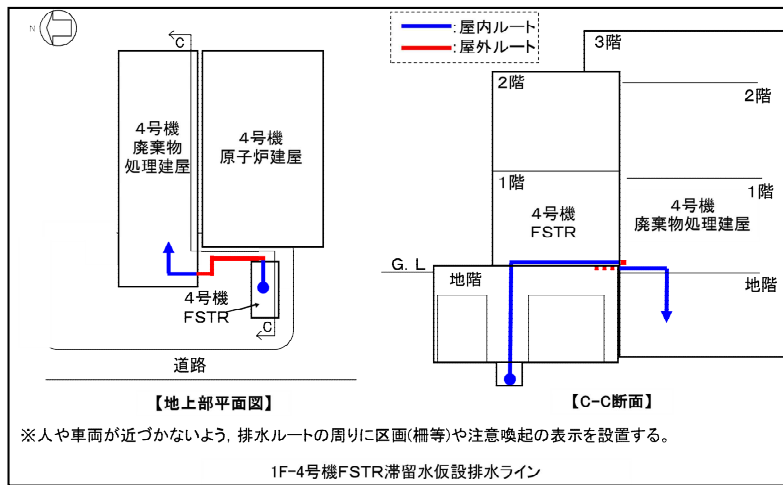 N
C
:屋内ルート
:屋外ルート
4号機
廃棄物
処理建屋
4号機
原子炉建屋
4号機
FSTR
C
道路
【地上部平面図】
3階
2階
2階
1階
1階
4号機
FSTR
4号機
廃棄物処理建屋
G.L
地階
地階
【C-C断面】
※人や車両が近づかないよう, 排水ルートの周りに区画(柵等)や注意喚起の表示を設置する。
1F-4号機FSTR滞留水仮設排水ライン